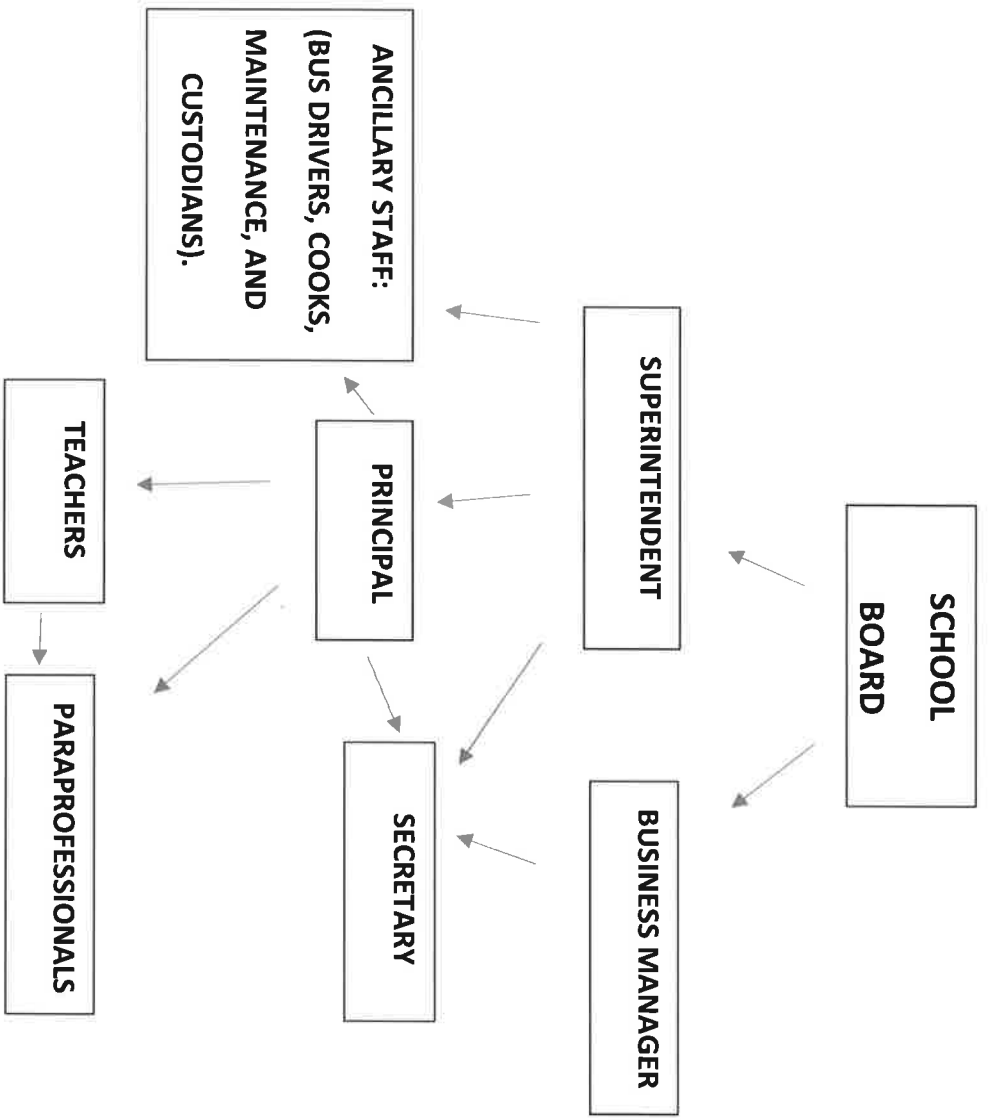 SCHOOL
BOARD
SUPERINTENDENT
BUSINESS MANAGER
ANCILLARY STAFF:
(BUS DRIVERS, COOKS,
MAINTENANCE, AND
CUSTODIANS).
PRINCIPAL
SECRETARY
TEACHERS
PARAPROFESSIONALS